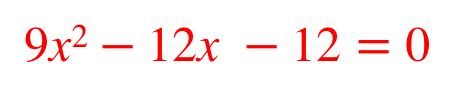 9x² − 12x − 12 = 0